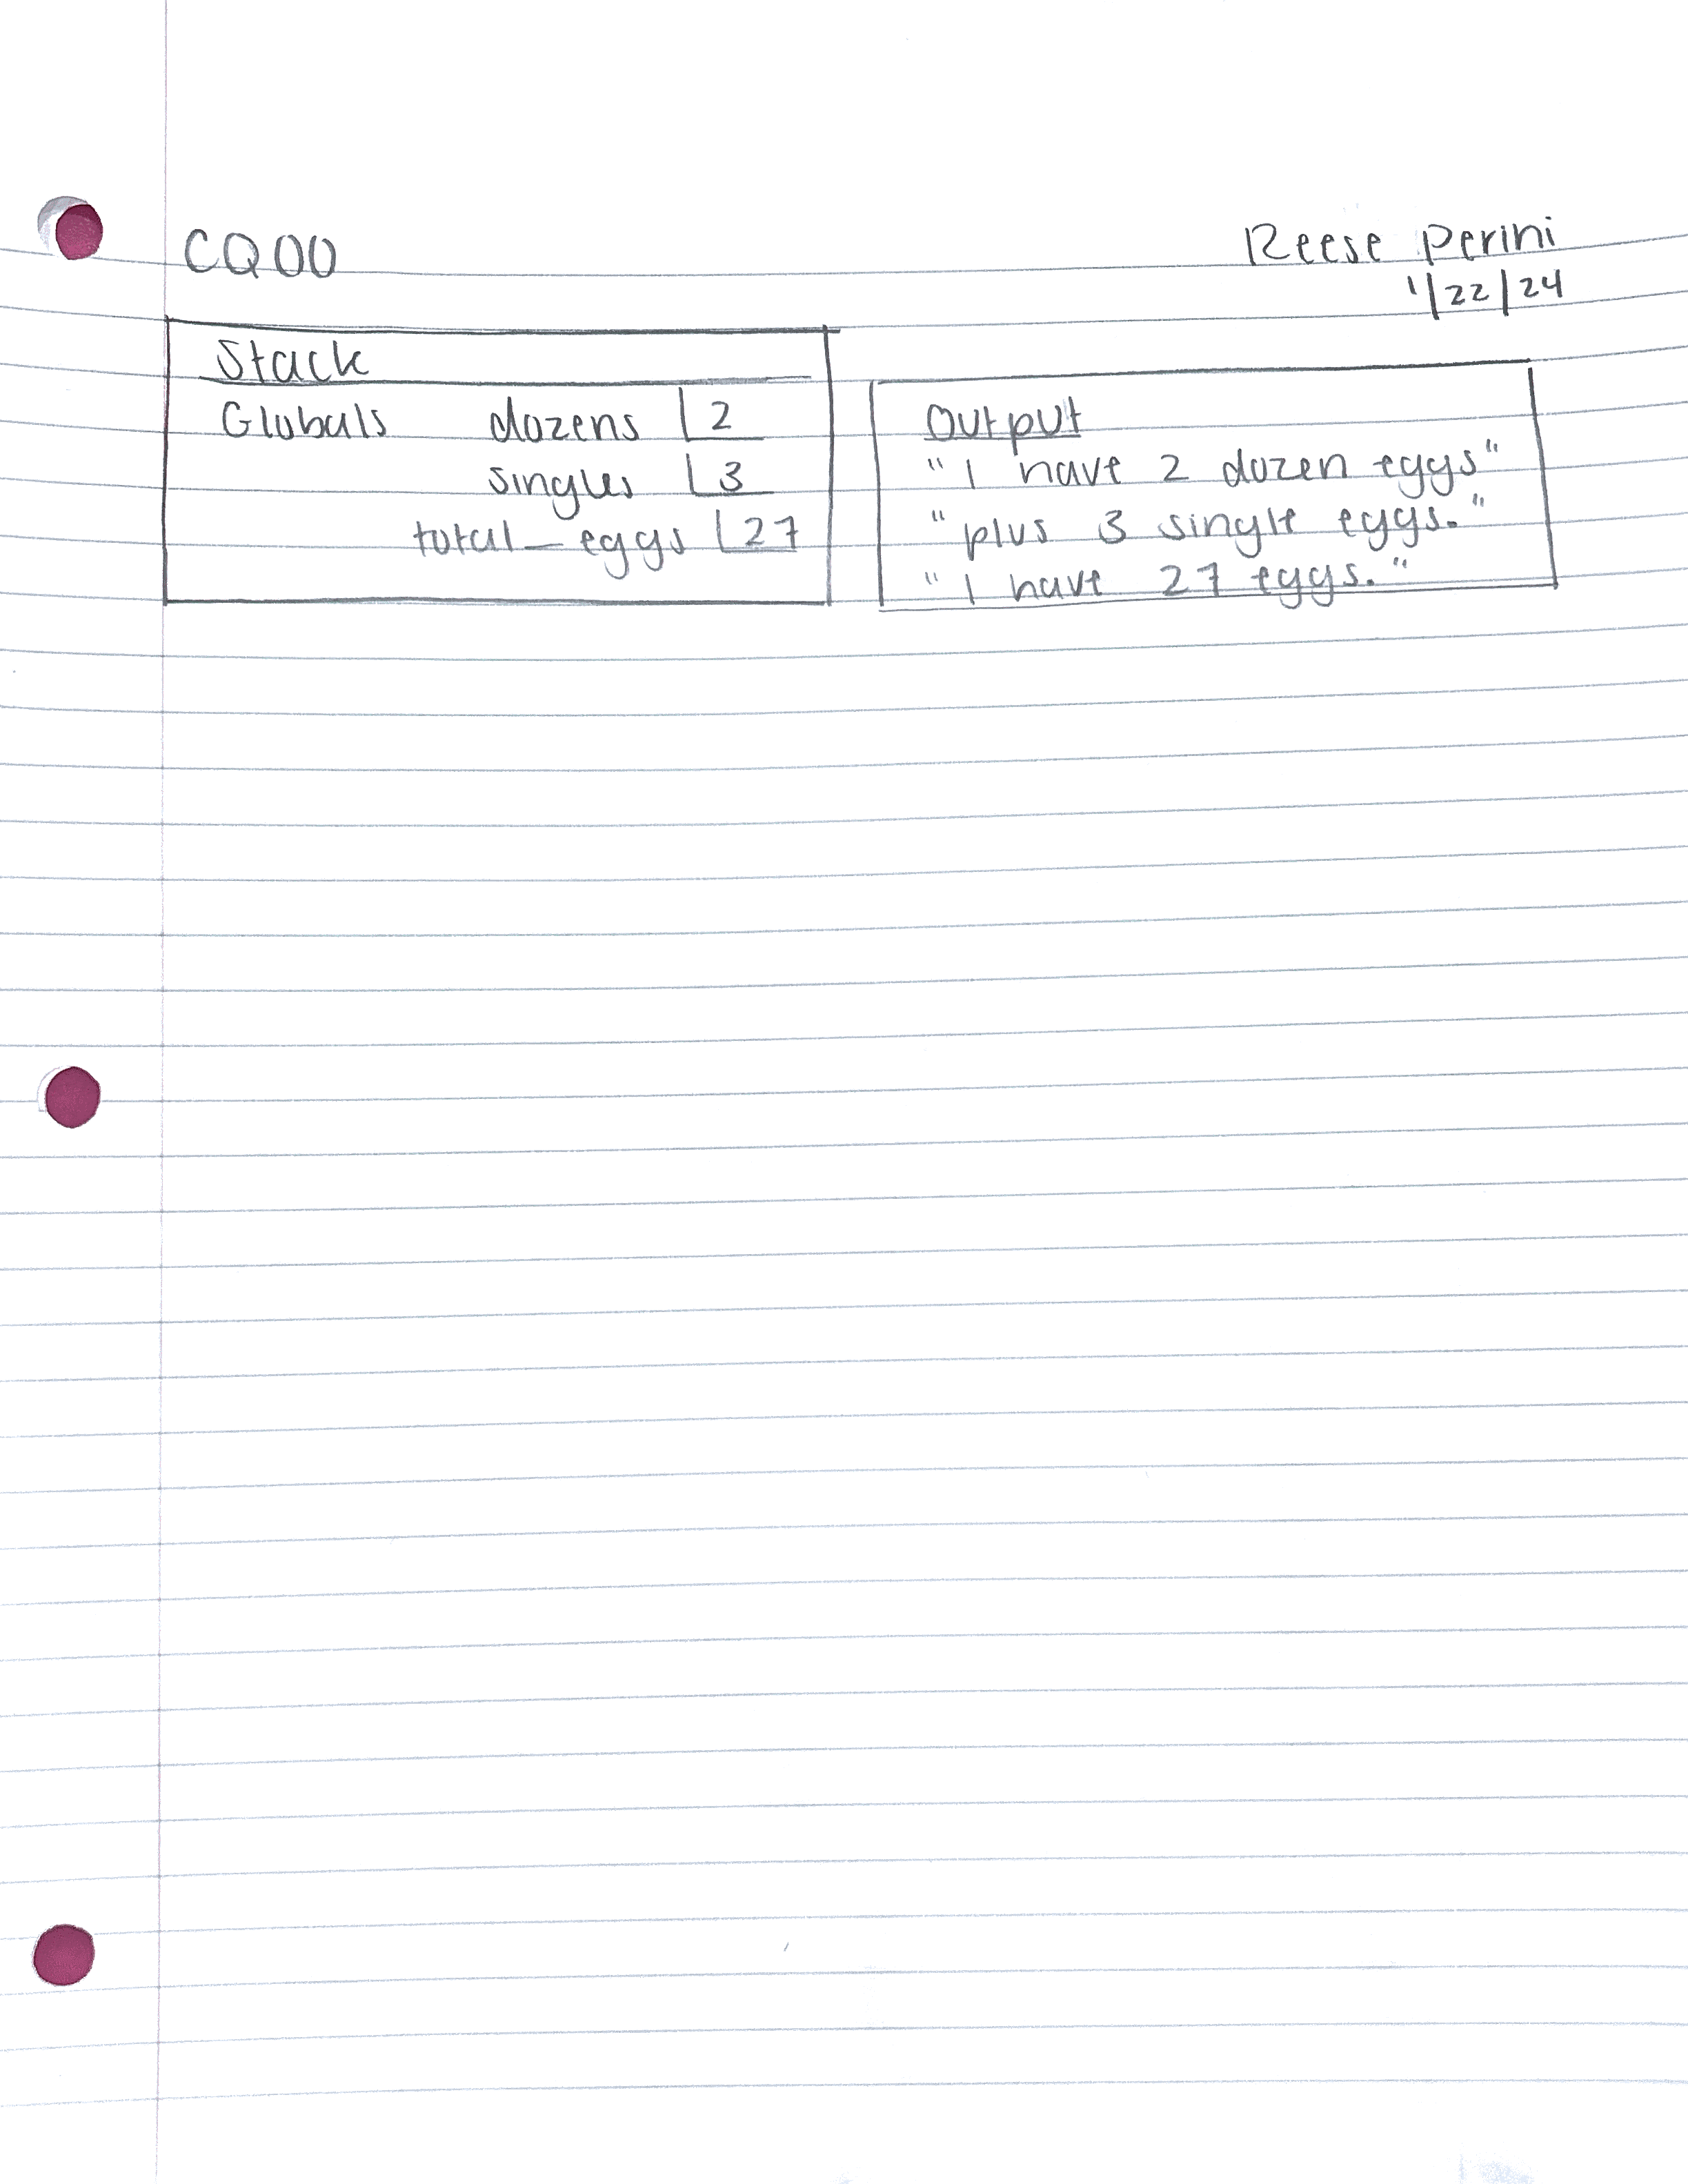 CQ00
Reese Perini
1/22/24
Stack
Globals dozens 2
singles 3
total_eggs 27
Output
"I have 2 dozen eggs"
"plus 3 single eggs."
"I have 27 eggs."